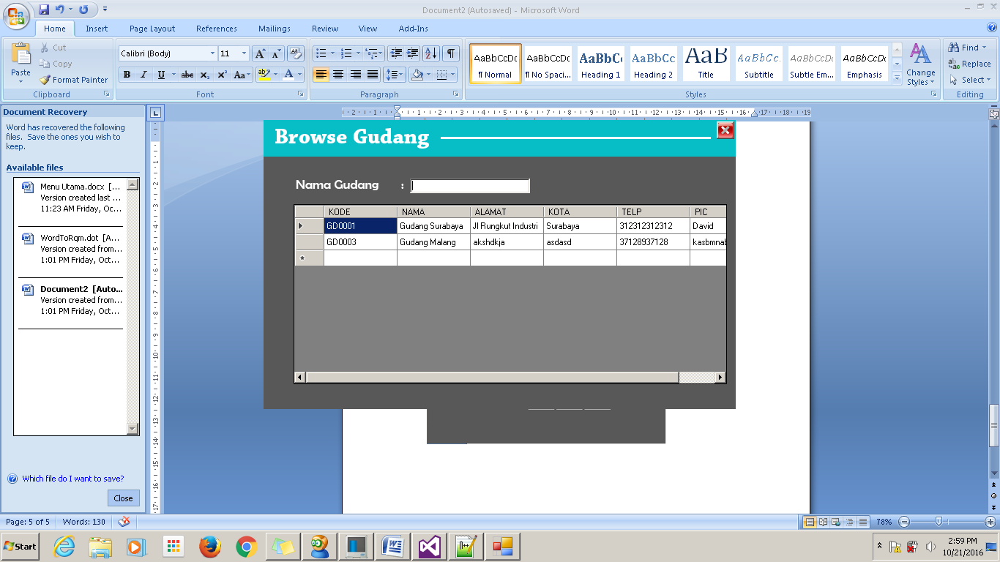 Document2 (Autosaved) - Microsoft Word
Home Insert Page Layout References Mailings Review View Add-Ins
Paste
Cut
Copy
Format Painter
Clipboard
Calibri (Body) 11
B I U abc x₂ x² Aa
Font
Paragraph
AaBbCcDc AaBbCcDc AaBbCc AaBbCc AaB AaBbCc. AaBbCcDc AaBbCcDc
¶ Normal ¶ No Spaci... Heading 1 Heading 2 Title Subtitle Subtle Em... Emphasis
Change Styles
Styles
Find
Replace
Select
Editing
Document Recovery
Word has recovered the following
files. Save the ones you wish to
keep.
Available files
Menu Utama.docx [...
Version created last ...
11:23 AM Friday, Oc...
WordToRqm.dot [A...
Version created from...
1:01 PM Friday, Oct...
Document2 [Auto...
Version created from...
1:01 PM Friday, Oct...
Which file do I want to save?
Close
Browse Gudang
Nama Gudang :
KODE NAMA ALAMAT KOTA TELP PIC
GD0001 Gudang Surabaya Jl Rungkut Industri Surabaya 312312312312 David
GD0003 Gudang Malang akshdkja asdasd 37128937128 kasbmnab
Page: 5 of 5 Words: 130 78%
Start 2:59 PM
10/21/2016